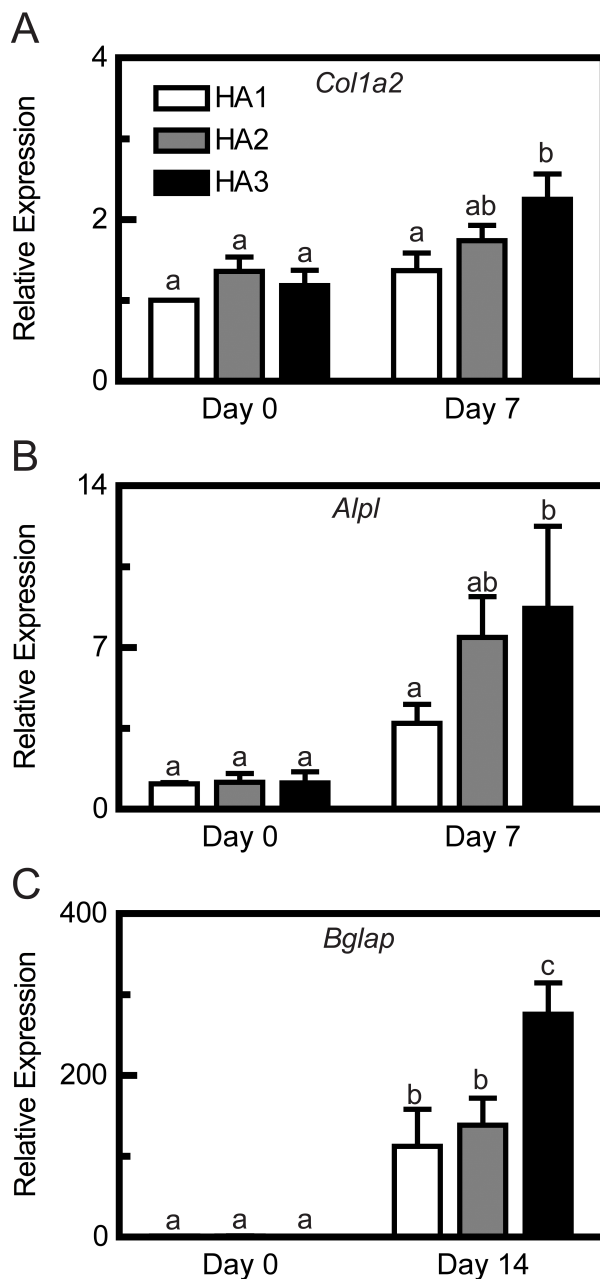 A
4
Col1a2
HA1
HA2
HA3
b
ab
a
2
a
a
a
Relative Expression
0
Day 0
Day 7
B
14
Alpl
b
ab
7
a
a
a
a
Relative Expression
0
Day 0
Day 7
C
400
Bglap
c
200
b
b
Relative Expression
a
a
a
0
Day 0
Day 14